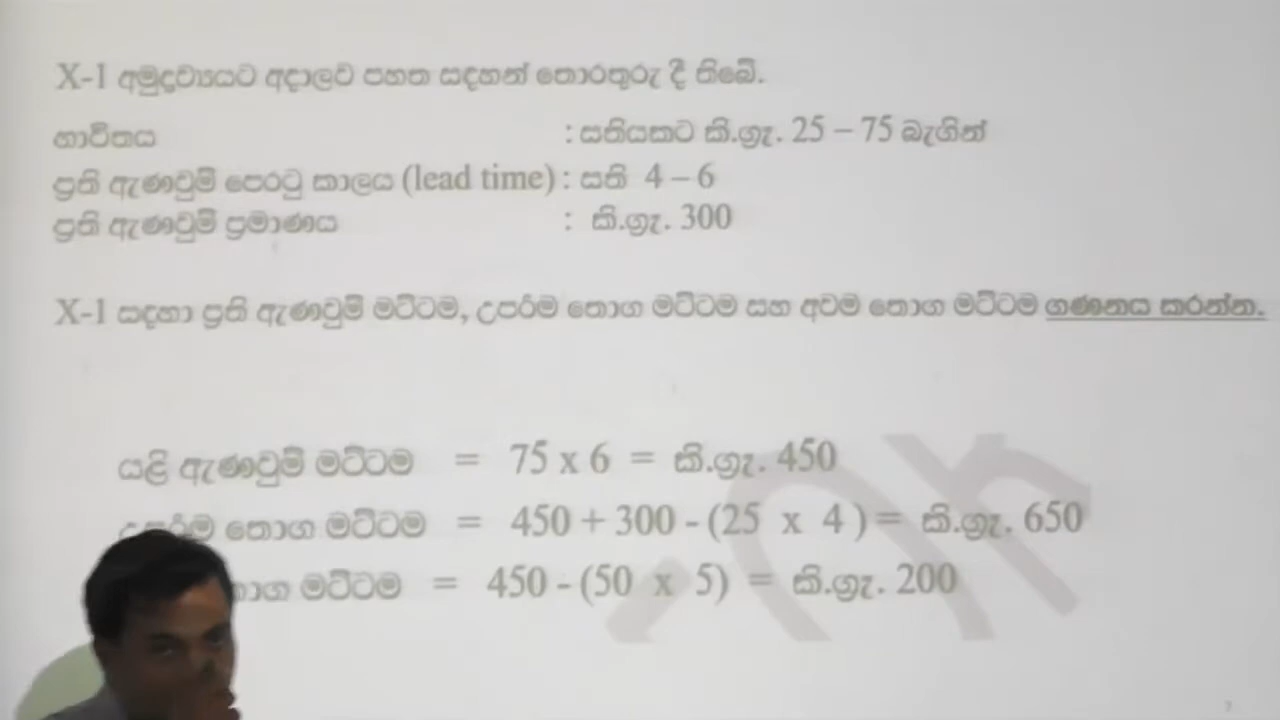 X-1 අමුද්‍රව්‍යයට අදාලව පහත සදහන් තොරතුරු දී තිබේ.
භාවිතය : සතියකට කි.ග්‍රෑ. 25 – 75 බැගින්
ප්‍රති ඇණවුම් පෙරටු කාලය (lead time) : සති 4 – 6
ප්‍රති ඇණවුම් ප්‍රමාණය : කි.ග්‍රෑ. 300
X-1 සදහා ප්‍රති ඇණවුම් මට්ටම, උපරිම තොග මට්ටම සහ අවම තොග මට්ටම ගණනය කරන්න.
යළි ඇණවුම් මට්ටම = 75 x 6 = කි.ග්‍රෑ. 450
උපරිම තොග මට්ටම = 450 + 300 - (25 x 4 ) = කි.ග්‍රෑ. 650
මට්ටම = 450 - (50 x 5) = කි.ග්‍රෑ. 200